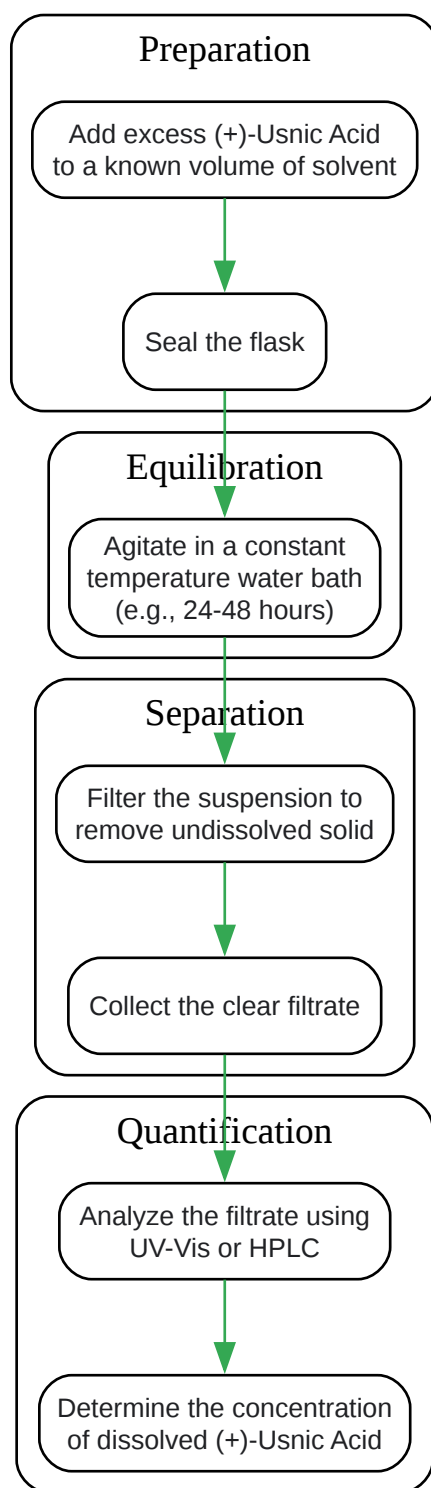 Preparation
Add excess (+)-Usnic Acid
to a known volume of solvent
Seal the flask
Equilibration
Agitate in a constant
temperature water bath
(e.g., 24-48 hours)
Separation
Filter the suspension to
remove undissolved solid
Collect the clear filtrate
Quantification
Analyze the filtrate using
UV-Vis or HPLC
Determine the concentration
of dissolved (+)-Usnic Acid